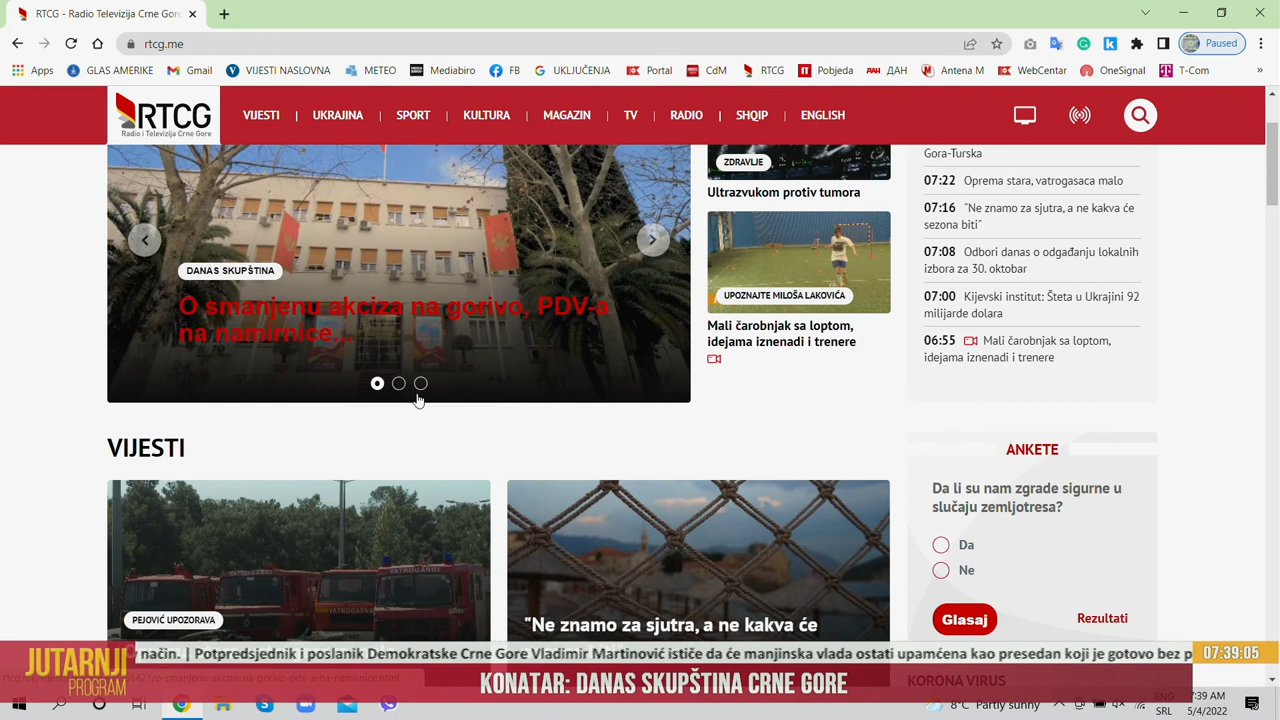 RTCG - Radio Televizija Crne Gore
rtcg.me
Paused
Apps
GLAS AMERIKE
Gmail
VIJESTI NASLOVNA
METEO
Mediabiro
FB
UKLJUČENJA
Portal
CdM
RTCG
Pobjeda
ДАН
Antena M
WebCentar
OneSignal
T-Com
»
RTCG
Radio i Televizija Crne Gore
VIJESTI | UKRAJINA | SPORT | KULTURA | MAGAZIN | TV | RADIO | SHQIP | ENGLISH
DANAS SKUPŠTINA
O smanjenu akciza na gorivo, PDV-a
na namirnice...
ZDRAVLJE
Ultrazvukom protiv tumora
UPOZNAJTE MILOŠA LAKOVIĆA
Mali čarobnjak sa loptom,
idejama iznenadi i trenere
Gora-Turska
07:22 Oprema stara, vatrogasaca malo
07:16 "Ne znamo za sjutra, a ne kakva će
sezona biti"
07:08 Odbori danas o odgađanju lokalnih
izbora za 30. oktobar
07:00 Kijevski institut: Šteta u Ukrajini 92
milijarde dolara
06:55 Mali čarobnjak sa loptom,
idejama iznenadi i trenere
VIJESTI
PEJOVIĆ UPOZORAVA
"Ne znamo za sjutra, a ne kakva će
ANKETE
Da li su nam zgrade sigurne u
slučaju zemljotresa?
Da
Ne
Glasaj
Rezultati
KORONA VIRUS
JUTARNJI
PROGRAM
način. | Potpredsjednik i poslanik Demokratske Crne Gore Vladimir Martinović ističe da će manjinska vlada ostati upamćena kao presedan koji je gotovo bez p
07:39:05
KONATAR: DANAS SKUPŠTINA CRNE GORE
8°C Partly sunny
ENG
SRL
7:39 AM
5/4/2022